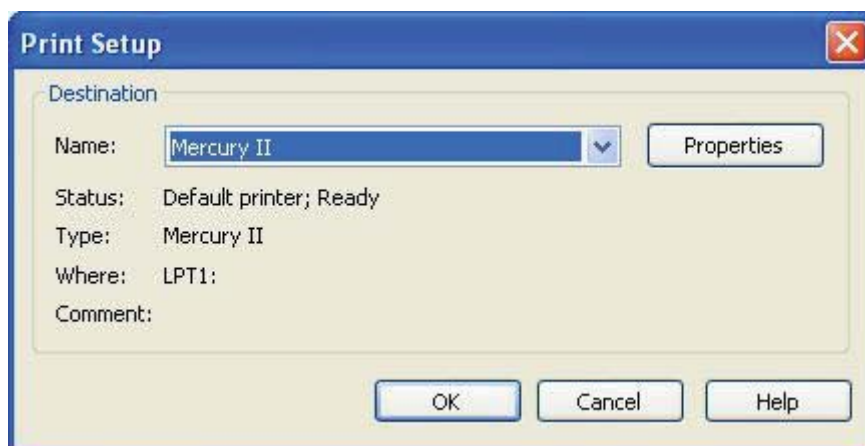 Print Setup
Destination
Name: Mercury II Properties
Status: Default printer; Ready
Type: Mercury II
Where: LPT1:
Comment:
OK Cancel Help